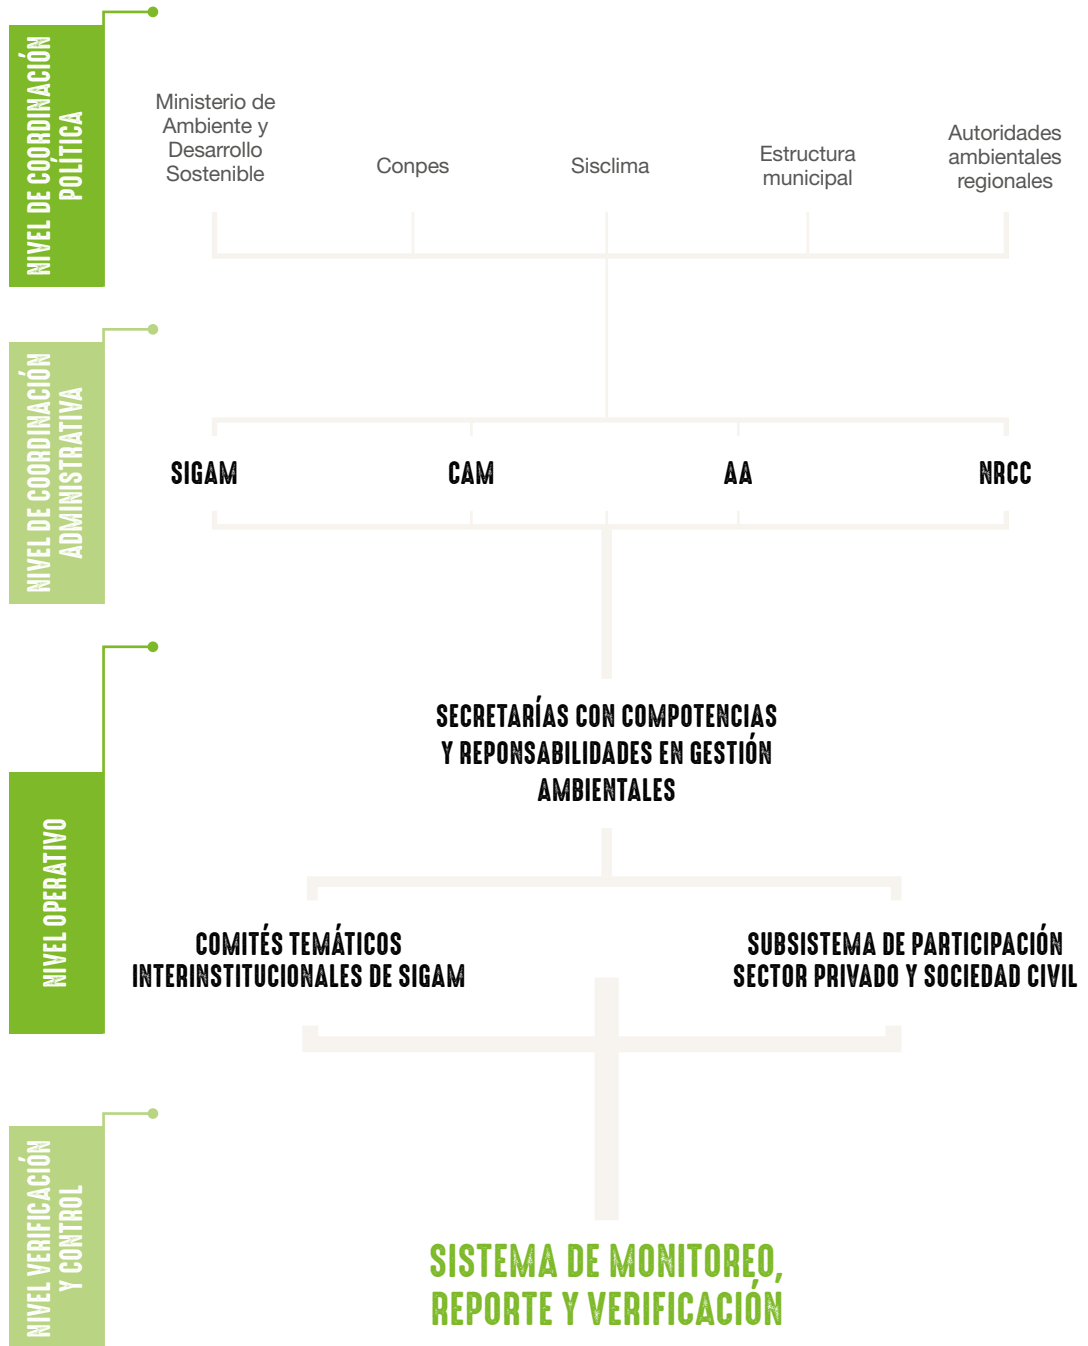 NIVEL DE COORDINACIÓN
POLÍTICA
Ministerio de
Ambiente y
Desarrollo
Sostenible
Conpes
Sisclima
Estructura
municipal
Autoridades
ambientales
regionales
NIVEL DE COORDINACIÓN
ADMINISTRATIVA
SIGAM
CAM
AA
NRCC
NIVEL OPERATIVO
SECRETARÍAS CON COMPOTENCIAS
Y REPONSABILIDADES EN GESTIÓN
AMBIENTALES
COMITÉS TEMÁTICOS
INTERINSTITUCIONALES DE SIGAM
SUBSISTEMA DE PARTICIPACIÓN
SECTOR PRIVADO Y SOCIEDAD CIVIL
NIVEL VERIFICACIÓN
Y CONTROL
SISTEMA DE MONITOREO,
REPORTE Y VERIFICACIÓN